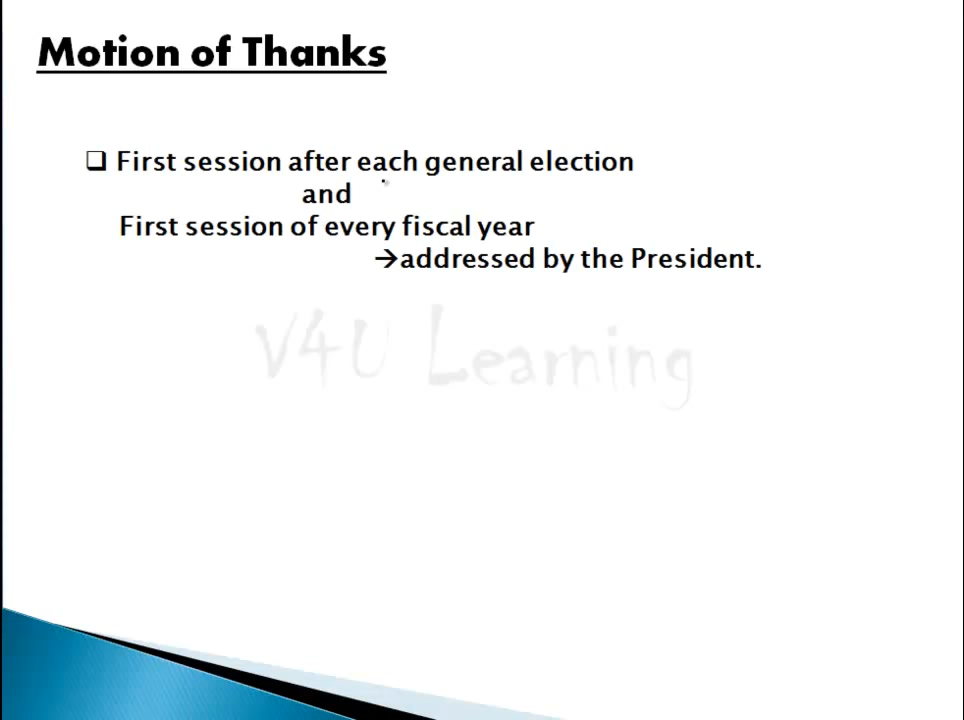 Motion of Thanks
❑ First session after each general election
and
First session of every fiscal year
→addressed by the President.
V4U Learning